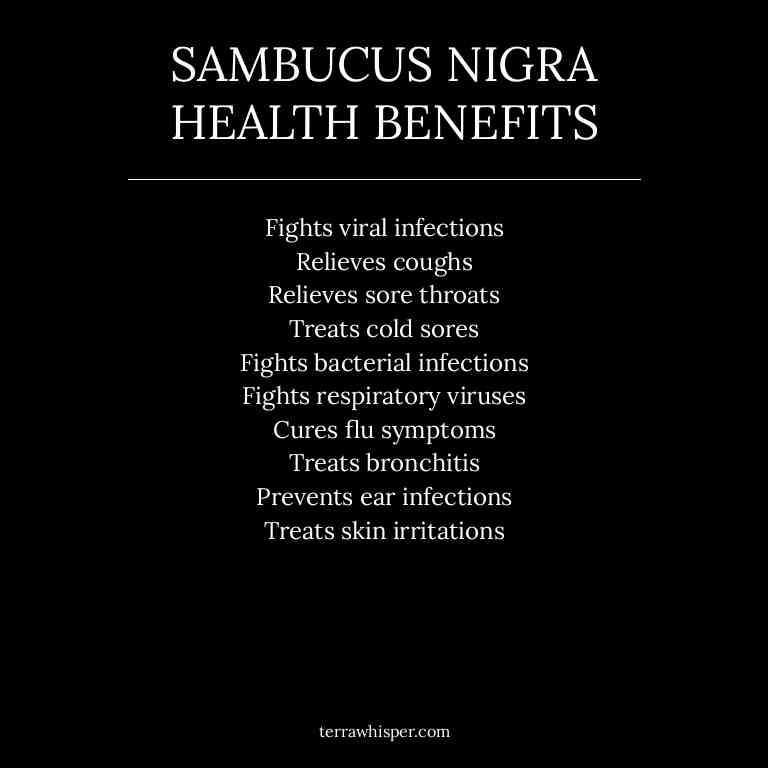 SAMBUCUS NIGRA
HEALTH BENEFITS
Fights viral infections
Relieves coughs
Relieves sore throats
Treats cold sores
Fights bacterial infections
Fights respiratory viruses
Cures flu symptoms
Treats bronchitis
Prevents ear infections
Treats skin irritations
terrawhisper.com